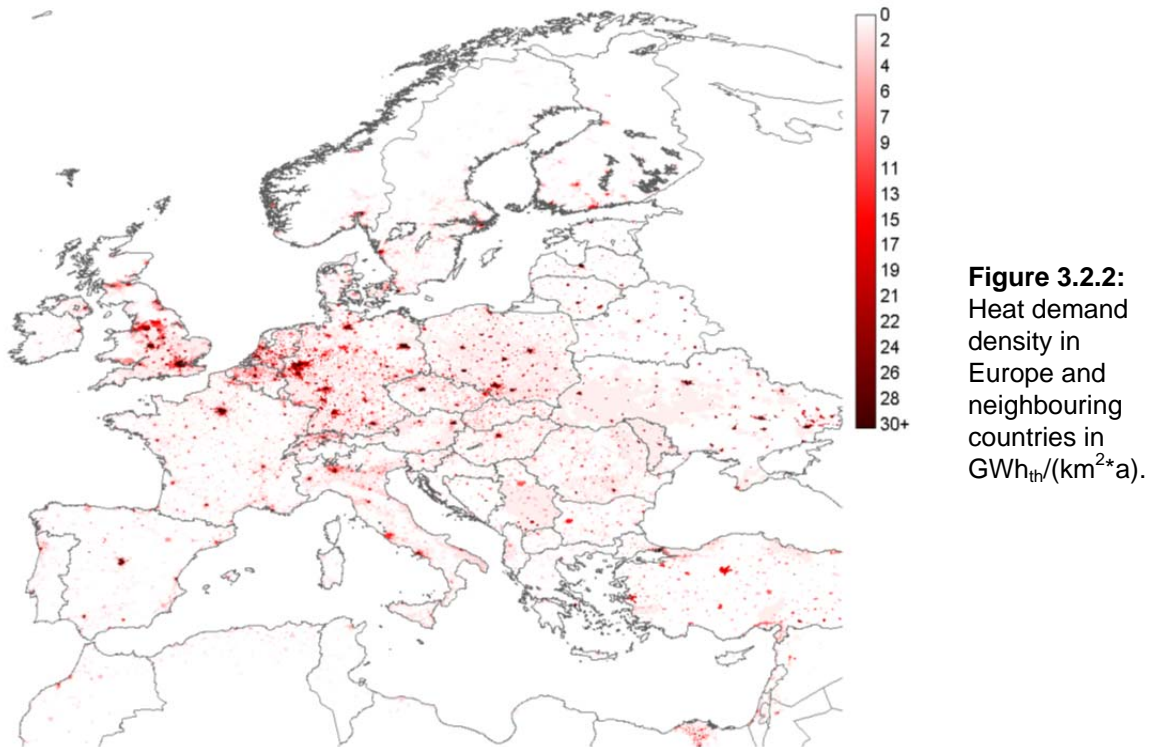 0
2
4
6
7
9
11
13
15
17
19
21
22
24
26
28
30+
Figure 3.2.2:
Heat demand
density in
Europe and
neighbouring
countries in
GWhth/(km2*a).